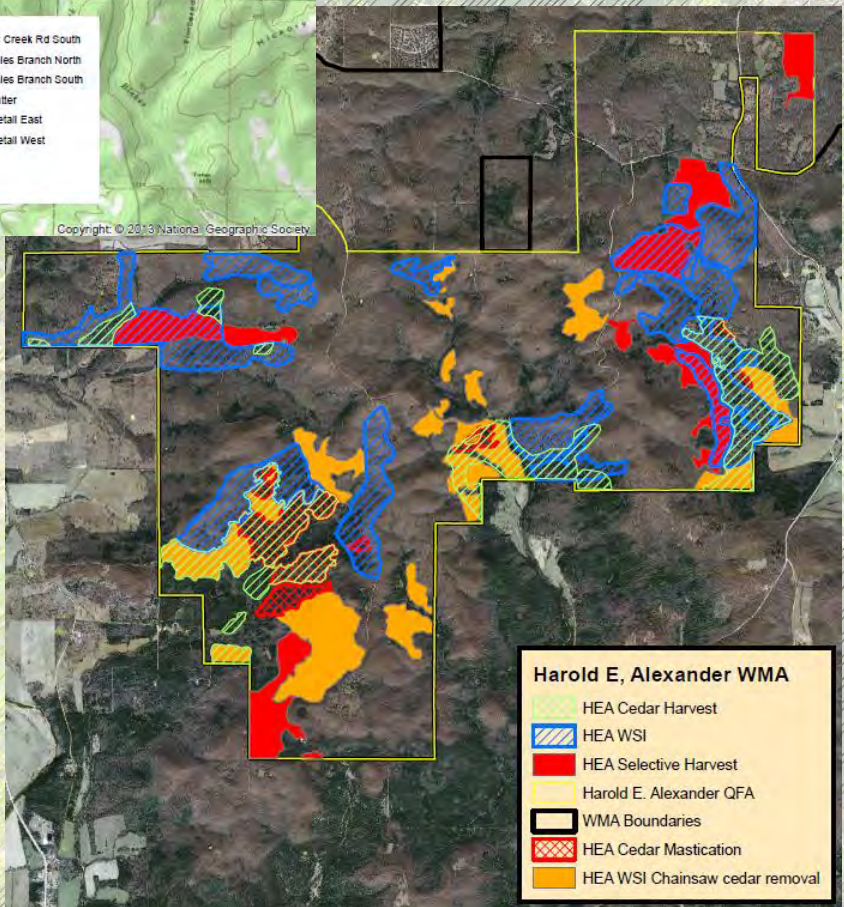 Creek Rd South
les Branch North
les Branch South
tter
etail East
etail West
Copyright: © 2013 National Geographic Society
Harold E, Alexander WMA
HEA Cedar Harvest
HEA WSI
HEA Selective Harvest
Harold E. Alexander QFA
WMA Boundaries
HEA Cedar Mastication
HEA WSI Chainsaw cedar removal